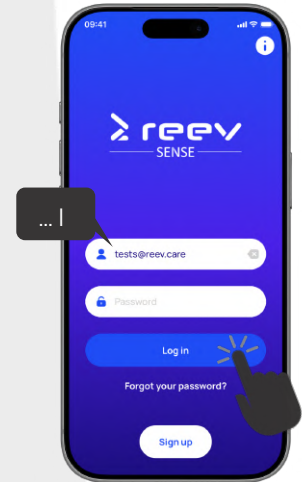 09:41
i
reev
SENSE
... |
tests@reev.care
Password
Log in
Forgot your password?
Sign up